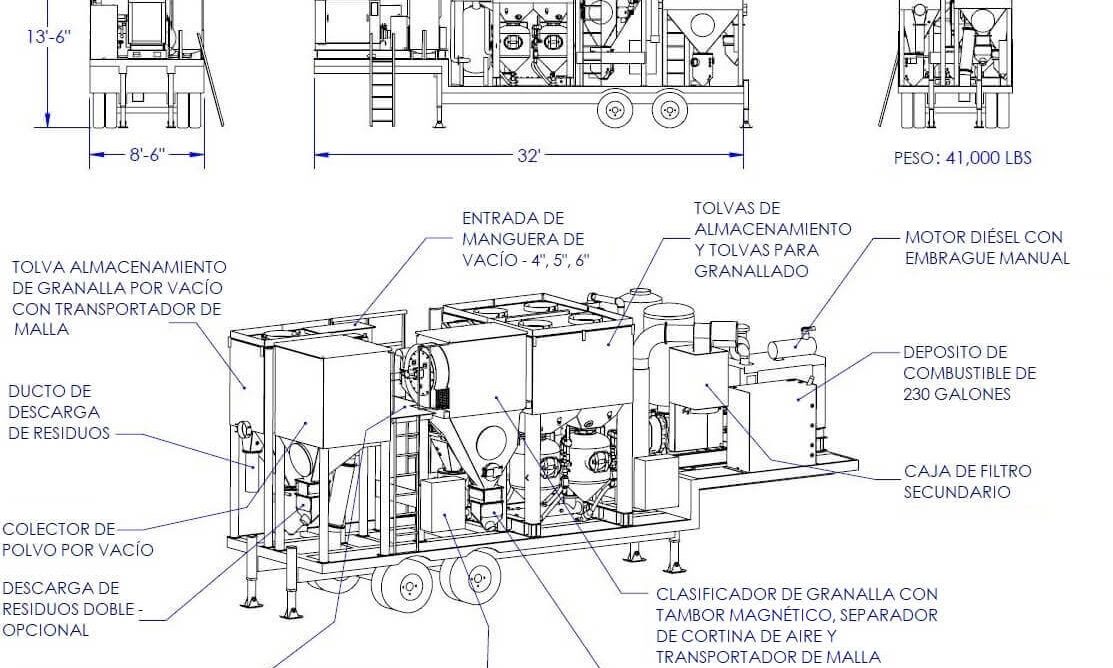 13'-6"
8'-6"
32'
PESO: 41,000 LBS
TOLVA ALMACENAMIENTO
DE GRANALLA POR VACÍO
CON TRANSPORTADOR DE
MALLA
ENTRADA DE
MANGUERA DE
VACÍO - 4", 5", 6"
TOLVAS DE
ALMACENAMIENTO
Y TOLVAS PARA
GRANALLADO
MOTOR DIÉSEL CON
EMBRAGUE MANUAL
DUCTO DE
DESCARGA
DE RESIDUOS
DEPOSITO DE
COMBUSTIBLE DE
230 GALONES
CAJA DE FILTRO
SECUNDARIO
COLECTOR DE
POLVO POR VACÍO
DESCARGA DE
RESIDUOS DOBLE -
OPCIONAL
CLASIFICADOR DE GRANALLA CON
TAMBOR MAGNÉTICO, SEPARADOR
DE CORTINA DE AIRE Y
TRANSPORTADOR DE MALLA